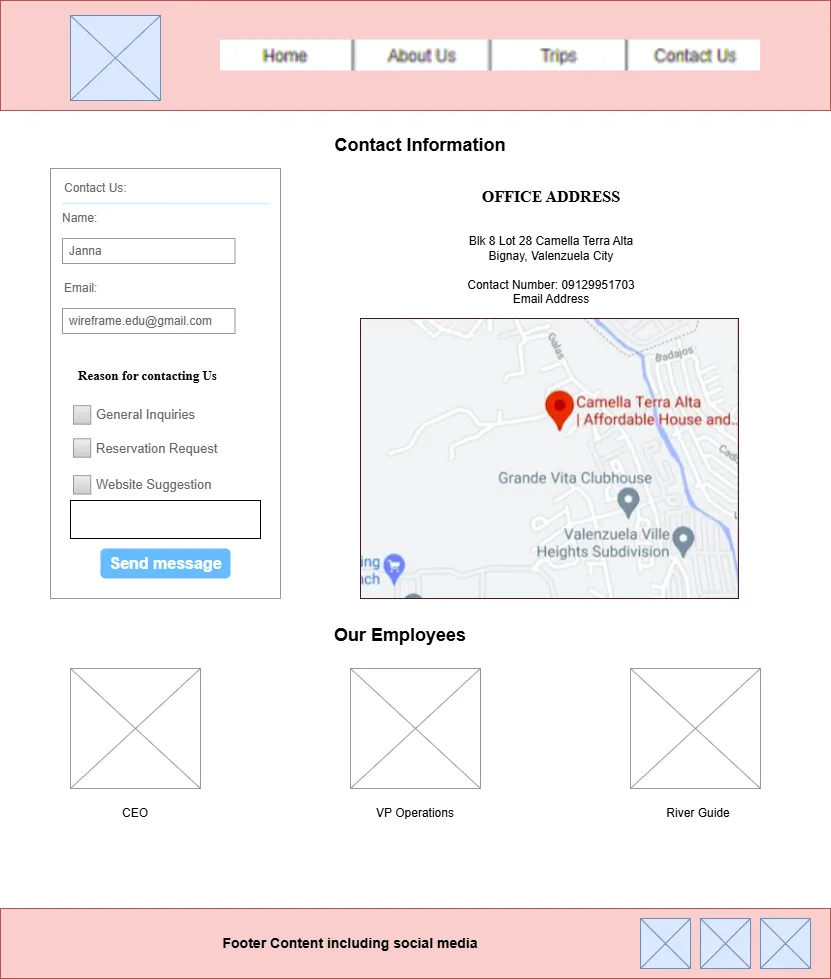 Home
About Us
Trips
Contact Us
Contact Information
Contact Us:
Name:
Janna
Email:
wireframe.edu@gmail.com
Reason for contacting Us
General Inquiries
Reservation Request
Website Suggestion
Send message
OFFICE ADDRESS
Blk 8 Lot 28 Camella Terra Alta
Bignay, Valenzuela City
Contact Number: 09129951703
Email Address
Galas
Badajos
Camella Terra Alta
| Affordable House and..
Cadi
Grande Vita Clubhouse
Valenzuela Ville
Heights Subdivision
ing
ch
Our Employees
CEO
VP Operations
River Guide
Footer Content including social media